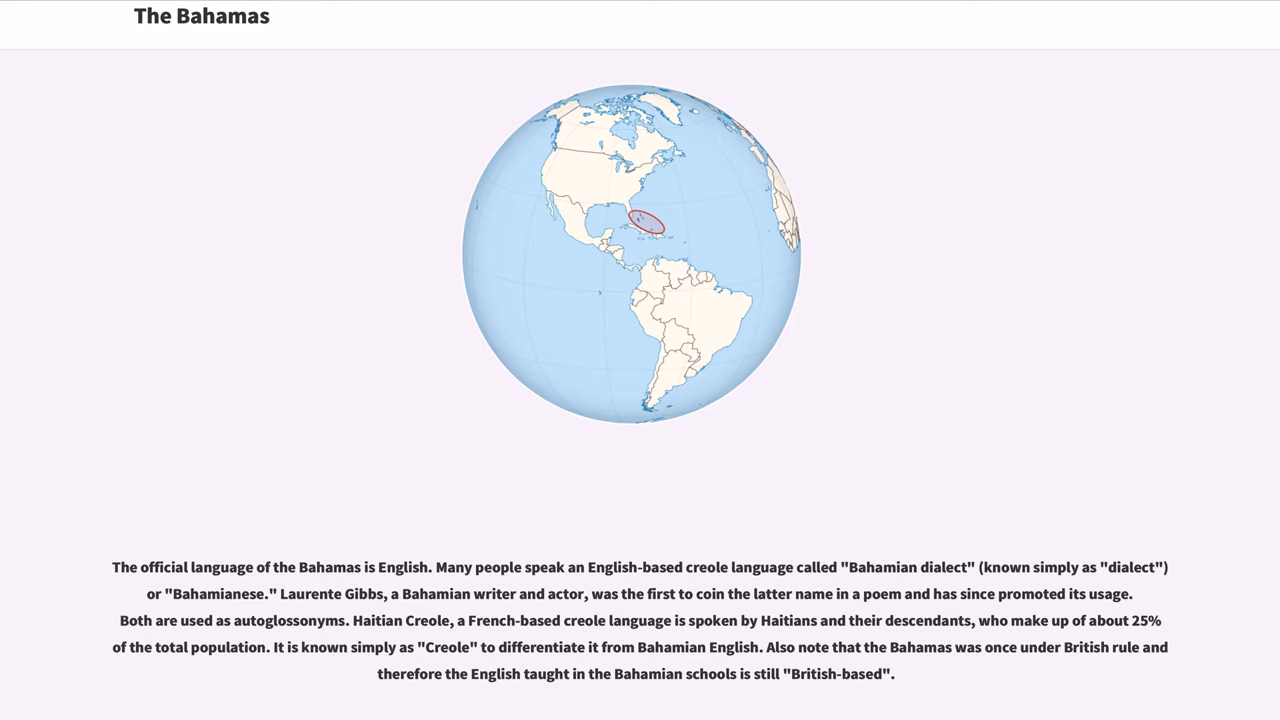 The Bahamas
The official language of the Bahamas is English. Many people speak an English-based creole language called "Bahamian dialect" (known simply as "dialect")
or "Bahamianese." Laurente Gibbs, a Bahamian writer and actor, was the first to coin the latter name in a poem and has since promoted its usage.
Both are used as autoglossonyms. Haitian Creole, a French-based creole language is spoken by Haitians and their descendants, who make up of about 25%
of the total population. It is known simply as "Creole" to differentiate it from Bahamian English. Also note that the Bahamas was once under British rule and
therefore the English taught in the Bahamian schools is still "British-based".